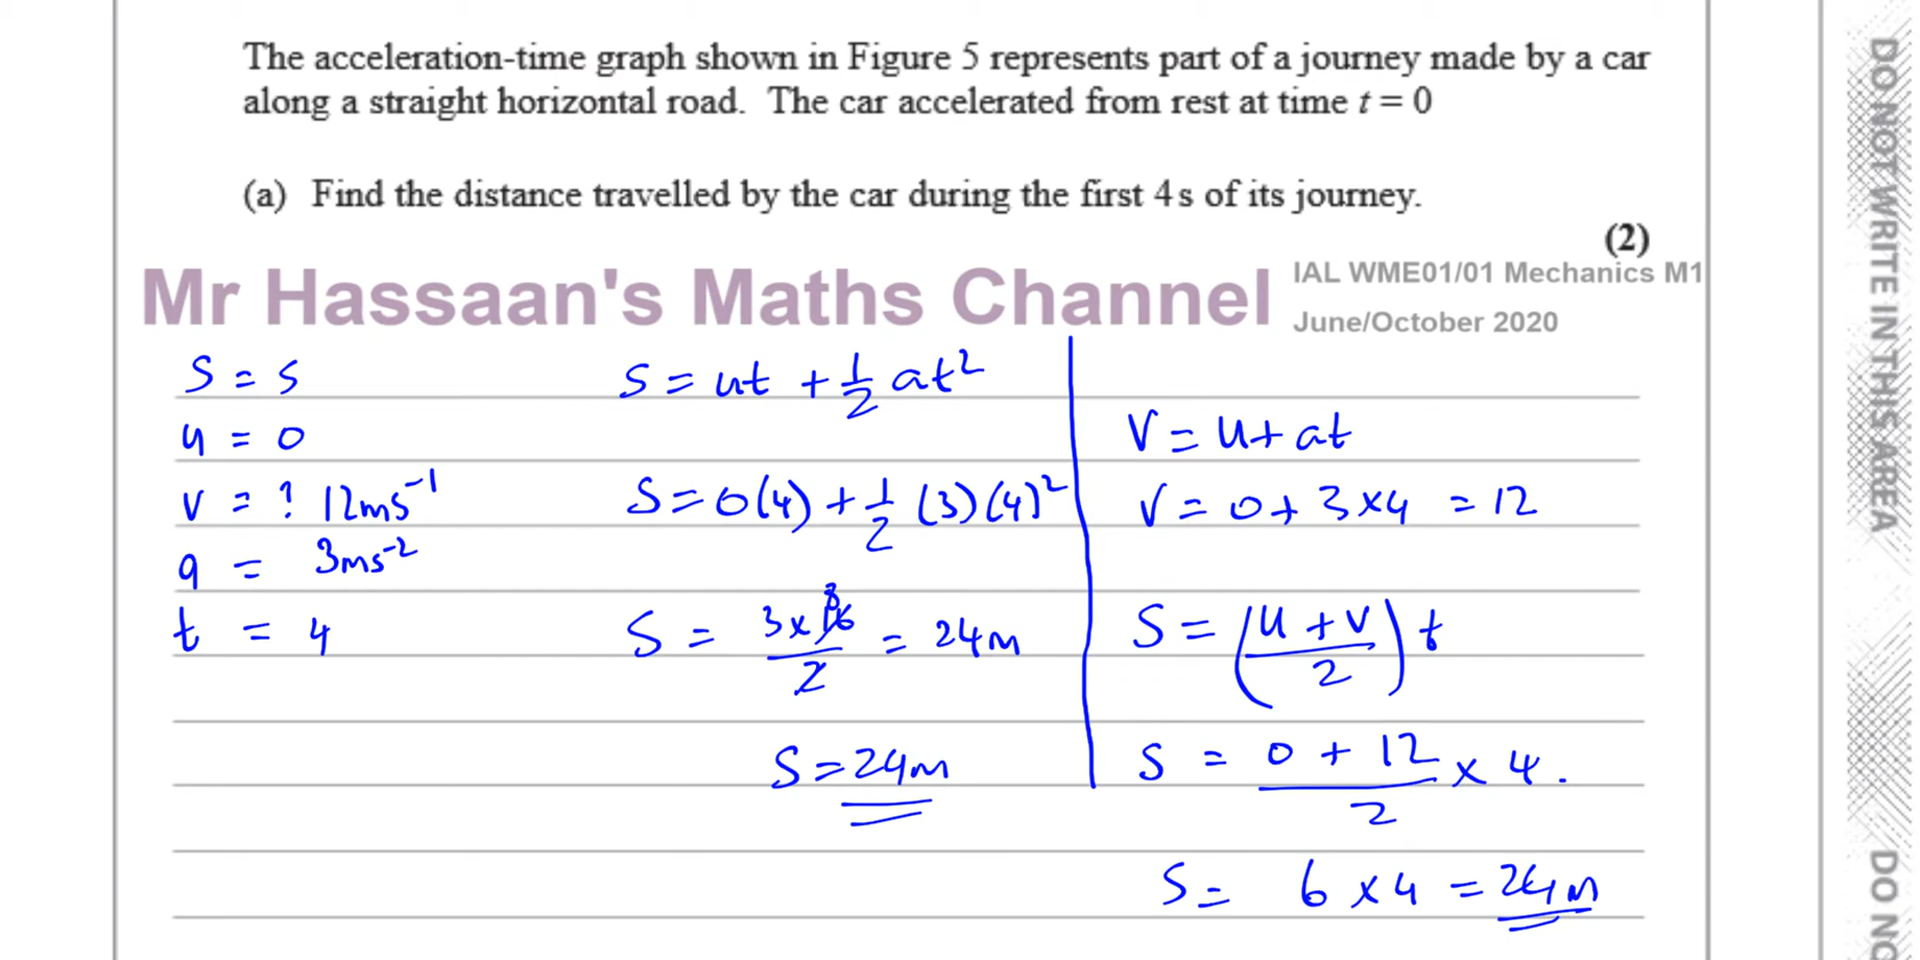 The acceleration-time graph shown in Figure 5 represents part of a journey made by a car
along a straight horizontal road. The car accelerated from rest at time t = 0
(a) Find the distance travelled by the car during the first 4 s of its journey.
(2)
Mr Hassaan's Maths Channel
IAL WME01/01 Mechanics M1
June/October 2020
S = s
u = 0
v = ? 12ms⁻¹
a = 3ms⁻²
t = 4
S = ut + 1/2 at²
S = 0(4) + 1/2 (3)(4)²
S = 3 x 16 8 / 2 = 24m
S = 24m
V = u + at
V = 0 + 3 x 4 = 12
S = (u + v / 2) t
S = 0 + 12 / 2 x 4.
S = 6 x 4 = 24m
DO NOT WRITE IN THIS AREA
DO NO